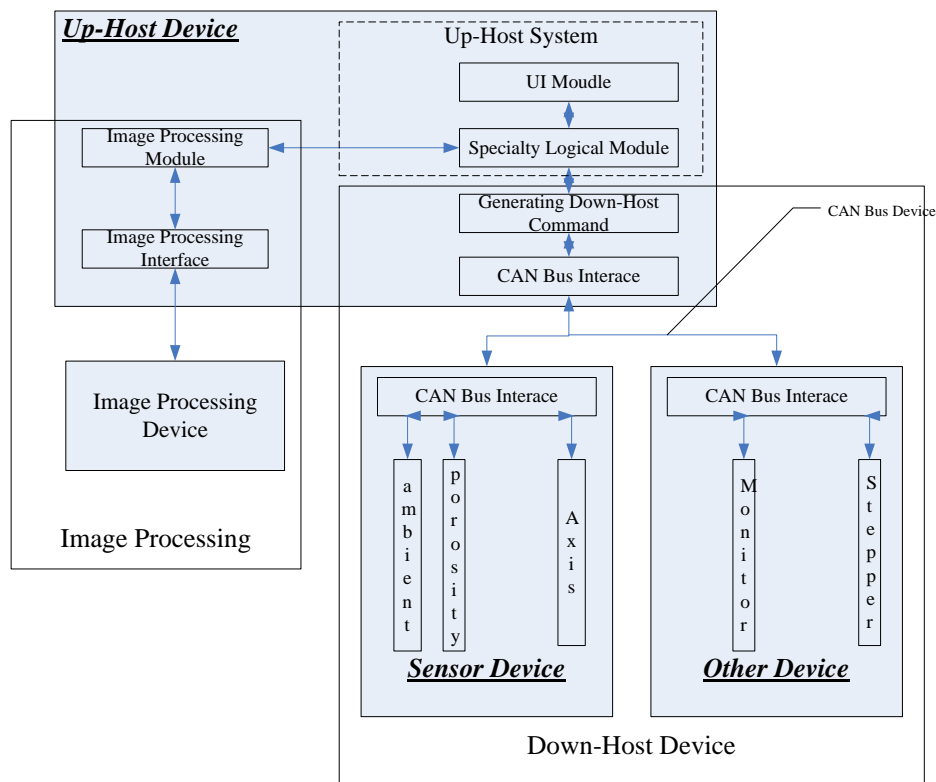 Up-Host Device
Up-Host System
UI Moudle
Image Processing
Module
Specialty Logical Module
Generating Down-Host
Command
CAN Bus Device
Image Processing
Interface
CAN Bus Interace
Image Processing
Device
CAN Bus Interace
CAN Bus Interace
ambient
porosity
Axis
Monitor
Stepper
Image Processing
Sensor Device
Other Device
Down-Host Device